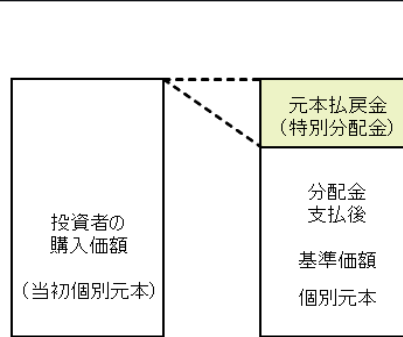 投資者の
購入価額
(当初個別元本)
元本払戻金
(特別分配金)
分配金
支払後
基準価額
個別元本